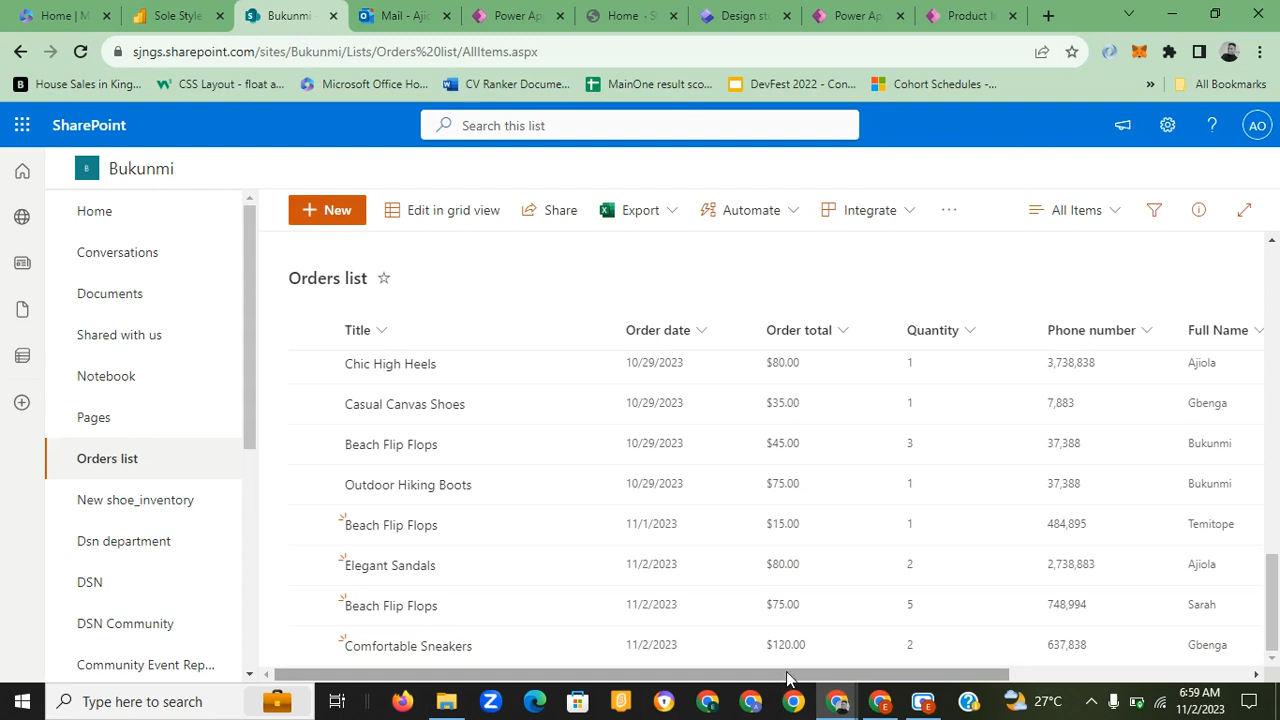 Home | M
Sole Style
Bukunmi -
Mail - Ajio
Power Ap
Home - S
Design stu
Power Ap
Product In
sjngs.sharepoint.com/sites/Bukunmi/Lists/Orders%20list/AllItems.aspx
House Sales in King...
CSS Layout - float a...
Microsoft Office Ho...
CV Ranker Docume...
MainOne result sco...
DevFest 2022 - Con...
Cohort Schedules -...
»
All Bookmarks
SharePoint
Search this list
AO
B
Bukunmi
Home
Conversations
Documents
Shared with us
Notebook
Pages
Orders list
New shoe_inventory
Dsn department
DSN
DSN Community
Community Event Rep...
+ New
Edit in grid view
Share
Export
Automate
Integrate
...
All Items
Orders list
Title Order date Order total Quantity Phone number Full Name
Chic High Heels 10/29/2023 $80.00 1 3,738,838 Ajiola
Casual Canvas Shoes 10/29/2023 $35.00 1 7,883 Gbenga
Beach Flip Flops 10/29/2023 $45.00 3 37,388 Bukunmi
Outdoor Hiking Boots 10/29/2023 $75.00 1 37,388 Bukunmi
Beach Flip Flops 11/1/2023 $15.00 1 484,895 Temitope
Elegant Sandals 11/2/2023 $80.00 2 2,738,883 Ajiola
Beach Flip Flops 11/2/2023 $75.00 5 748,994 Sarah
Comfortable Sneakers 11/2/2023 $120.00 2 637,838 Gbenga
Type here to search
27°C
6:59 AM
11/2/2023